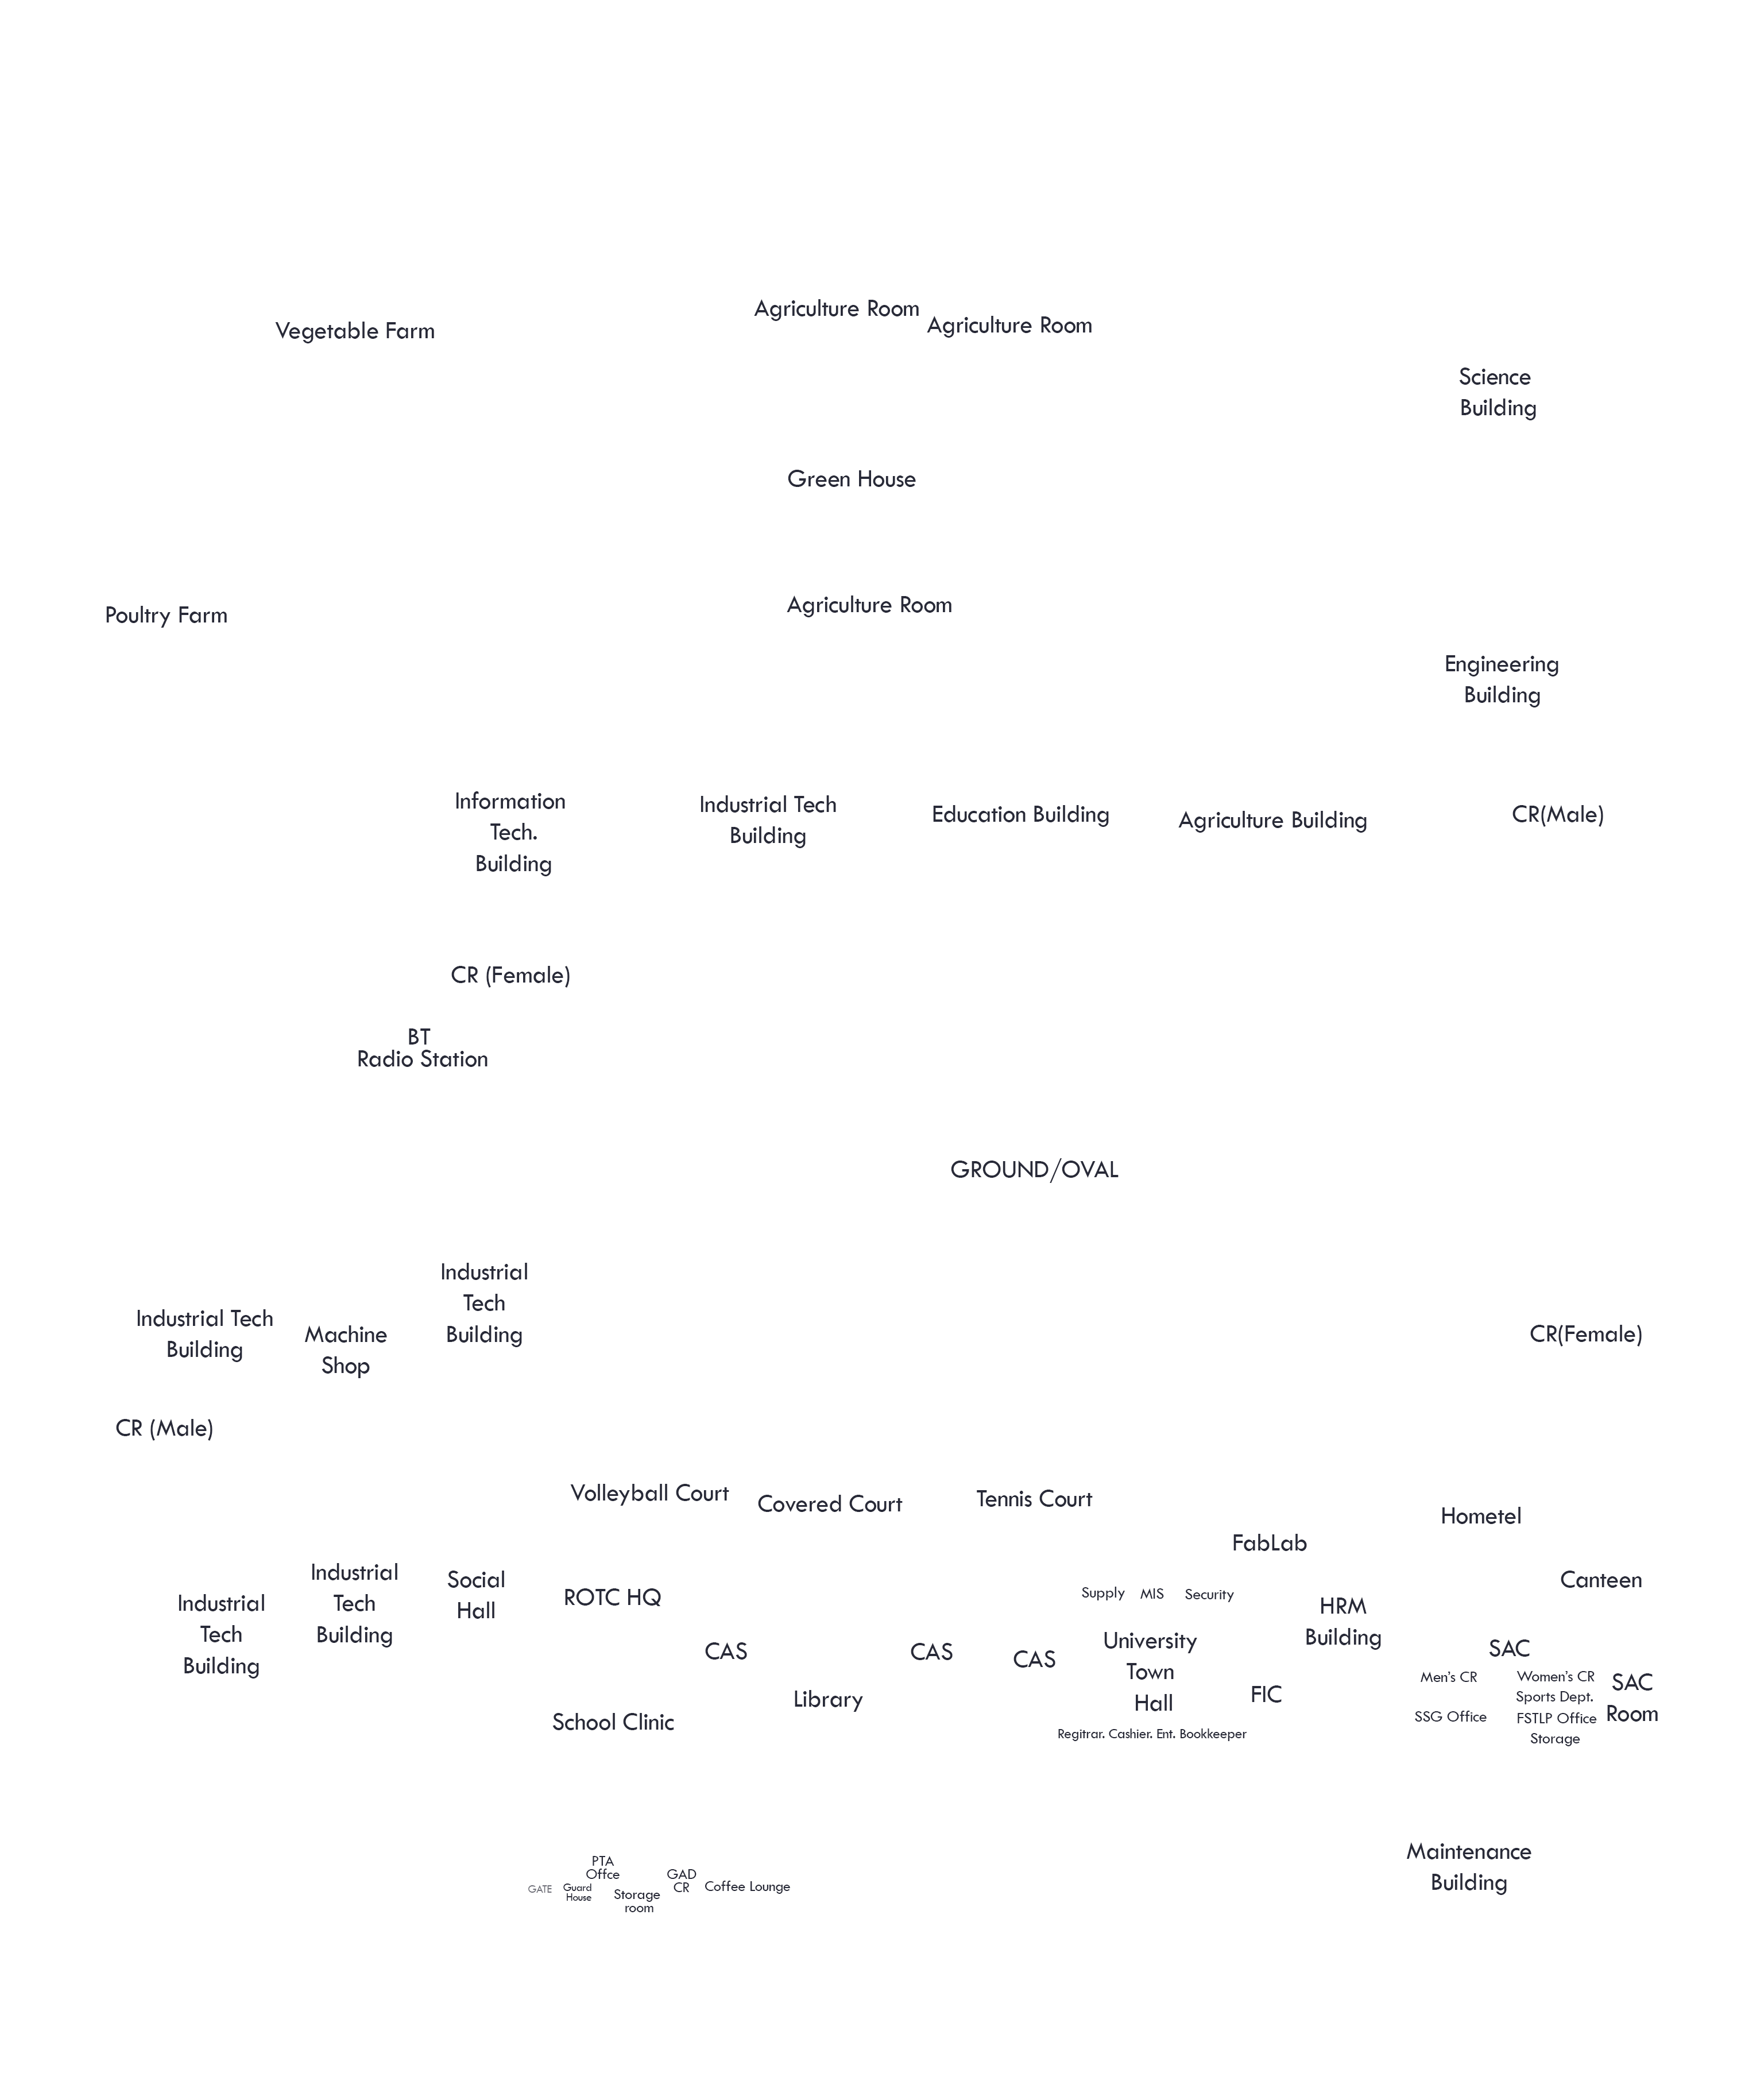 Agriculture Room
Agriculture Room
Vegetable Farm
Science
Building
Green House
Agriculture Room
Poultry Farm
Engineering
Building
Information
Tech.
Building
Industrial Tech
Building
Education Building
Agriculture Building
CR(Male)
CR (Female)
BT
Radio Station
GROUND/OVAL
Industrial Tech
Building
Machine
Shop
Industrial
Tech
Building
CR(Female)
CR (Male)
Volleyball Court
Covered Court
Tennis Court
Hometel
FabLab
Canteen
Industrial
Tech
Building
Industrial
Tech
Building
Social
Hall
ROTC HQ
Supply
MIS
Security
HRM
Building
CAS
CAS
CAS
University
Town
Hall
SAC
Men's CR
Women's CR
Sports Dept.
SAC
Room
Library
FIC
SSG Office
FSTLP Office
Storage
School Clinic
Regitrar. Cashier. Ent. Bookkeeper
Maintenance
Building
PTA
Offce
GATE
Guard
House
Storage
room
GAD
CR
Coffee Lounge